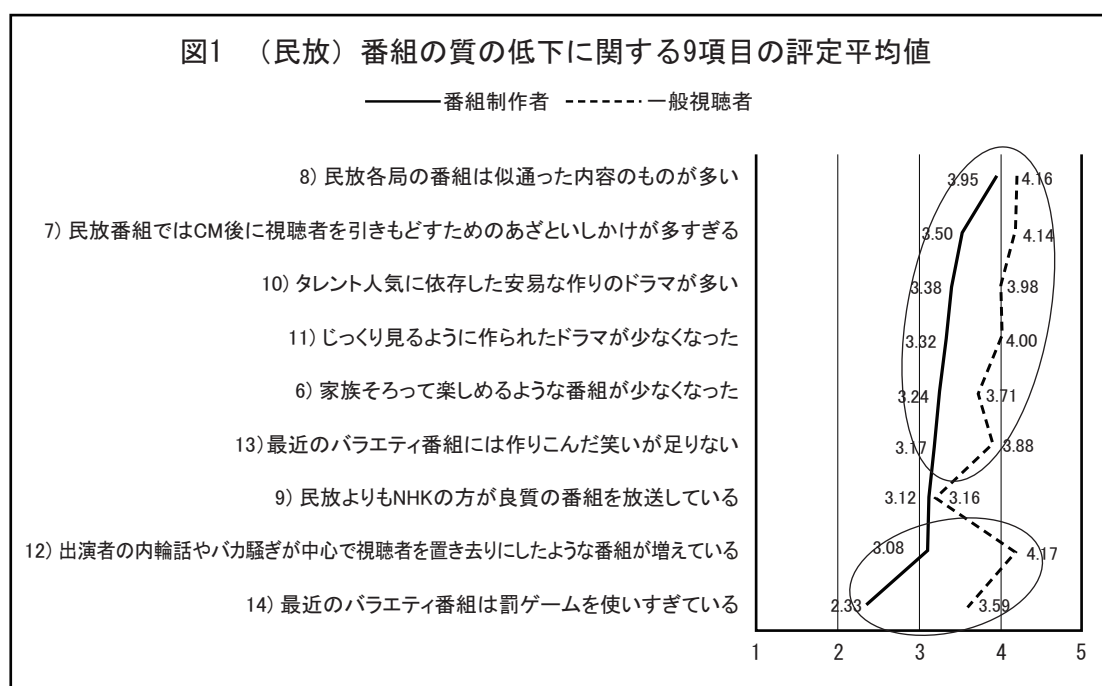 図1　（民放）番組の質の低下に関する9項目の評定平均値
番組制作者 一般視聴者
8) 民放各局の番組は似通った内容のものが多い 3.95 4.16
7) 民放番組ではCM後に視聴者を引きもどすためのあざといしかけが多すぎる 3.50 4.14
10) タレント人気に依存した安易な作りのドラマが多い 3.38 3.98
11) じっくり見るように作られたドラマが少なくなった 3.32 4.00
6) 家族そろって楽しめるような番組が少なくなった 3.24 3.71
13) 最近のバラエティ番組には作りこんだ笑いが足りない 3.17 3.88
9) 民放よりもNHKの方が良質の番組を放送している 3.12 3.16
12) 出演者の内輪話やバカ騒ぎが中心で視聴者を置き去りにしたような番組が増えている 3.08 4.17
14) 最近のバラエティ番組は罰ゲームを使いすぎている 2.33 3.59
1 2 3 4 5